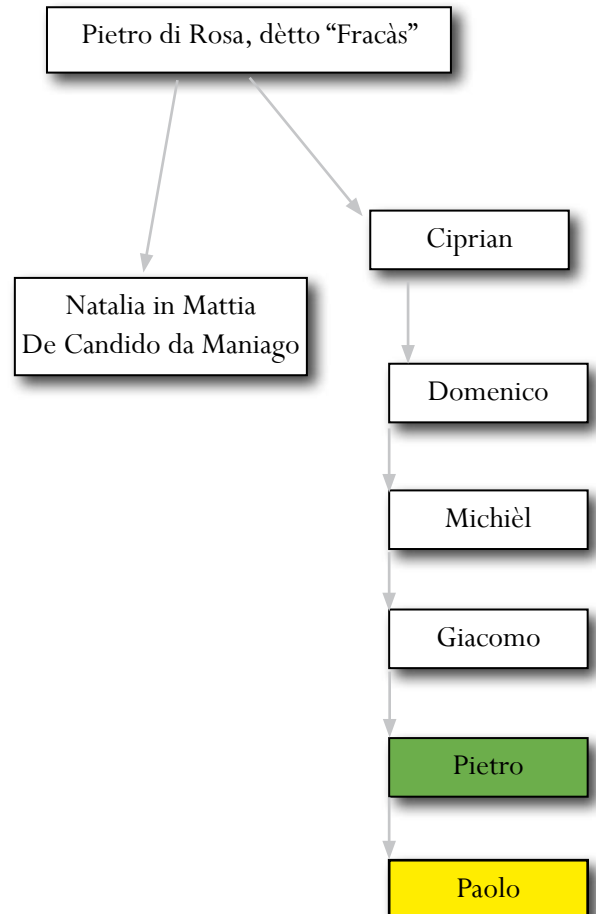 Pietro di Rosa, dètto “Fracàs”
Ciprian
Natalia in Mattia
De Candido da Maniago
Domenico
Michièl
Giacomo
Pietro
Paolo